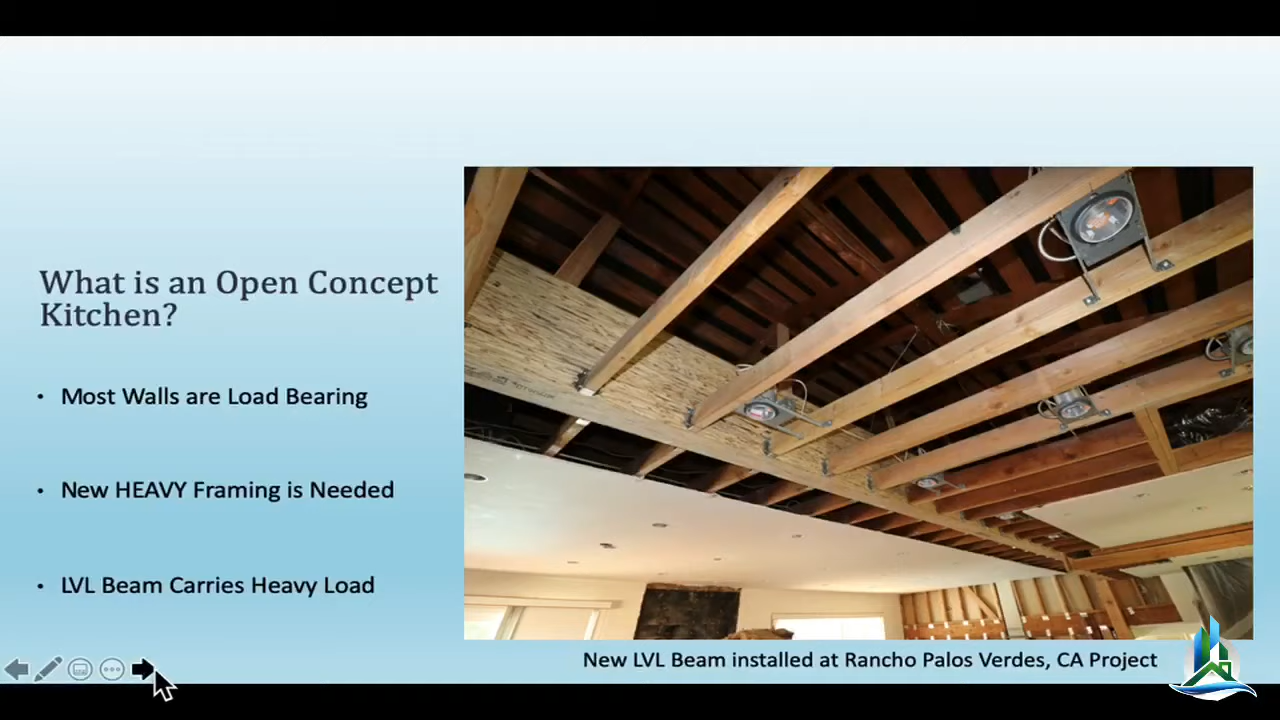 What is an Open Concept
Kitchen?
• Most Walls are Load Bearing
• New HEAVY Framing is Needed
• LVL Beam Carries Heavy Load
New LVL Beam installed at Rancho Palos Verdes, CA Project